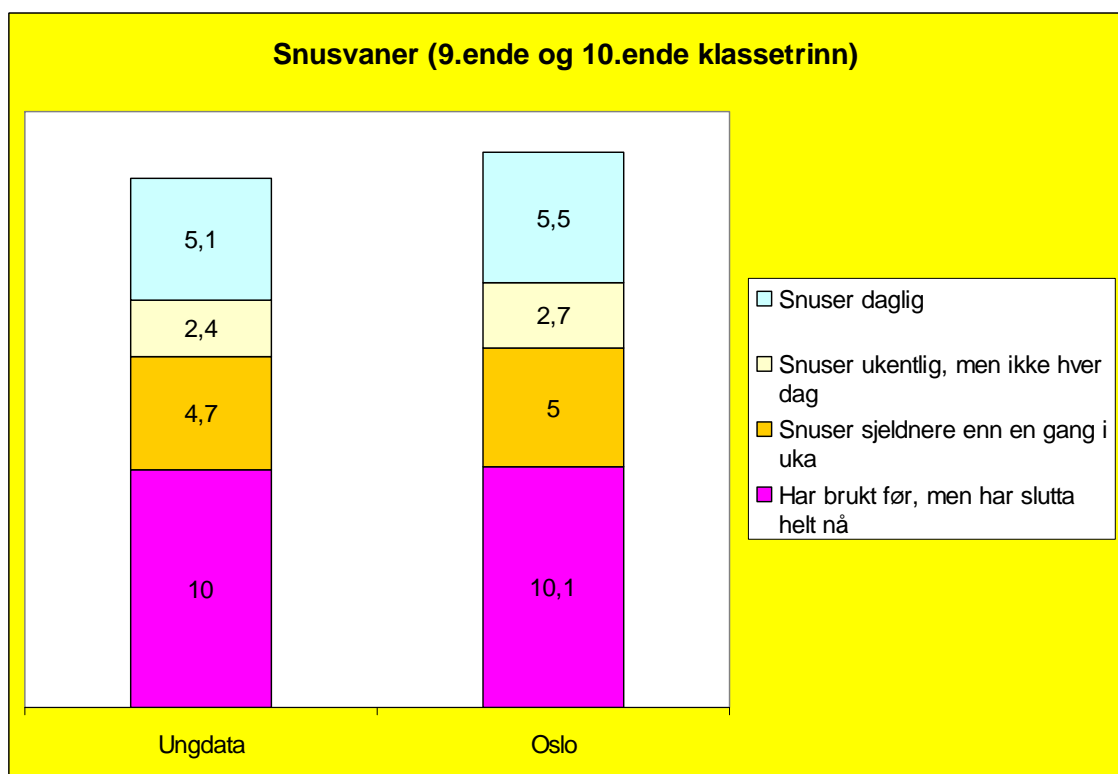 Snusvaner (9.ende og 10.ende klassetrinn)
5,1
2,4
4,7
10
5,5
2,7
5
10,1
Ungdata
Oslo
Snuser daglig
Snuser ukentlig, men ikke hver
dag
Snuser sjeldnere enn en gang i
uka
Har brukt før, men har slutta
helt nå